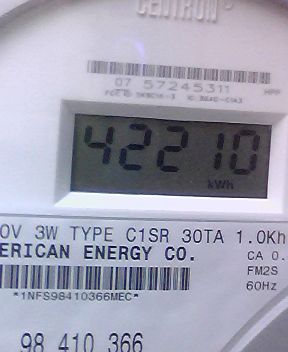 CENTRON®
07 57245311
HPP
42210
kWh
0V 3W TYPE C1SR 30TA 1.0Kh
ERICAN ENERGY CO.
CA 0.
FM2S
60Hz
*1NFS98410366MEC*
98 410 366